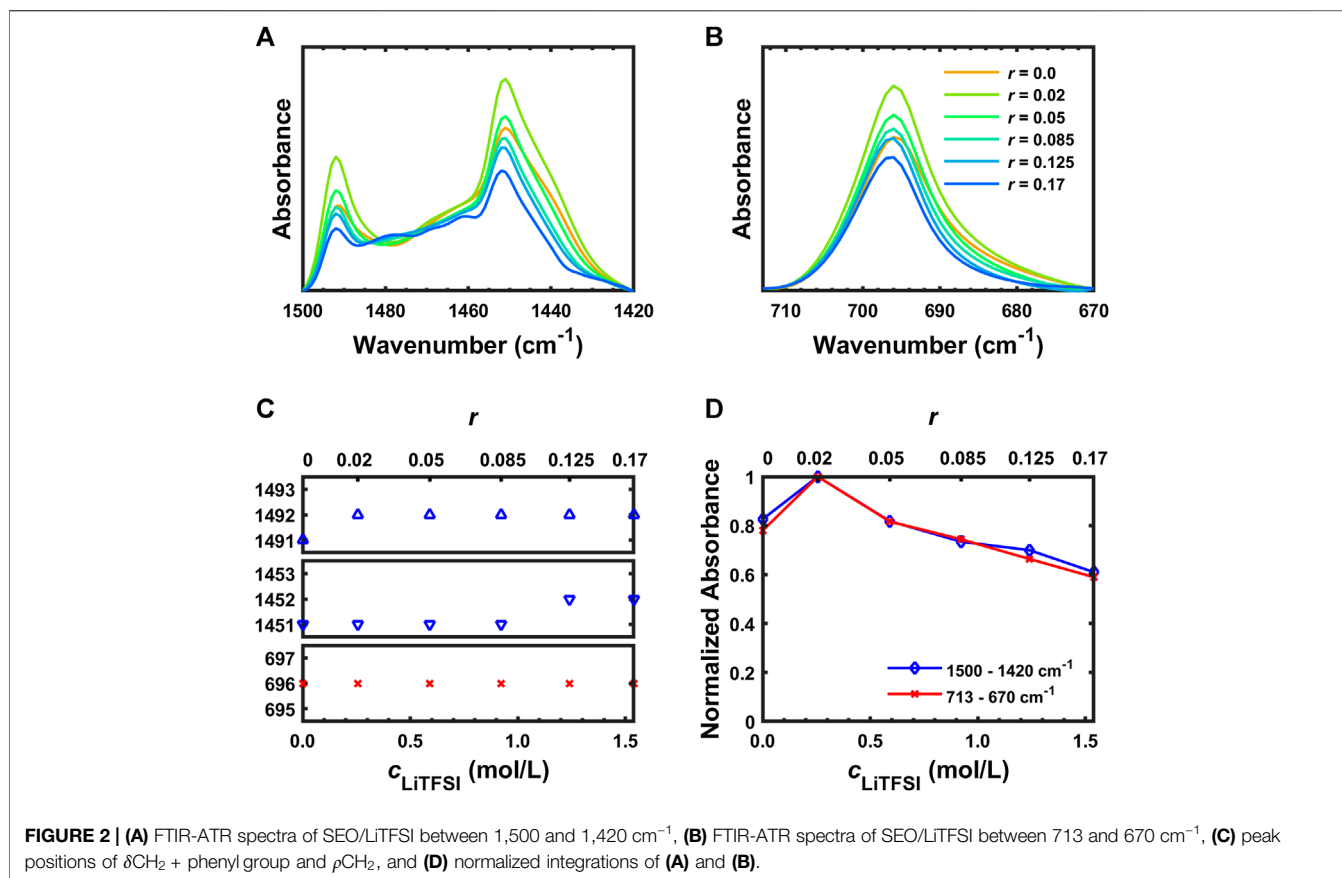 A
B
Absorbance
Absorbance
r = 0.0
r = 0.02
r = 0.05
r = 0.085
r = 0.125
r = 0.17
1500 1480 1460 1440 1420
710 700 690 680 670
Wavenumber (cm⁻¹)
Wavenumber (cm⁻¹)
C
r
0 0.02 0.05 0.085 0.125 0.17
1493
1492
1491
1453
1452
1451
697
696
695
0.0 0.5 1.0 1.5
c_LiTFSI (mol/L)
D
r
0 0.02 0.05 0.085 0.125 0.17
Normalized Absorbance
1
0.8
0.6
0.4
0.2
0
1500 - 1420 cm⁻¹
713 - 670 cm⁻¹
0.0 0.5 1.0 1.5
c_LiTFSI (mol/L)
FIGURE 2 | (A) FTIR-ATR spectra of SEO/LiTFSI between 1,500 and 1,420 cm⁻¹, (B) FTIR-ATR spectra of SEO/LiTFSI between 713 and 670 cm⁻¹, (C) peak
positions of δCH₂ + phenyl group and ρCH₂, and (D) normalized integrations of (A) and (B).